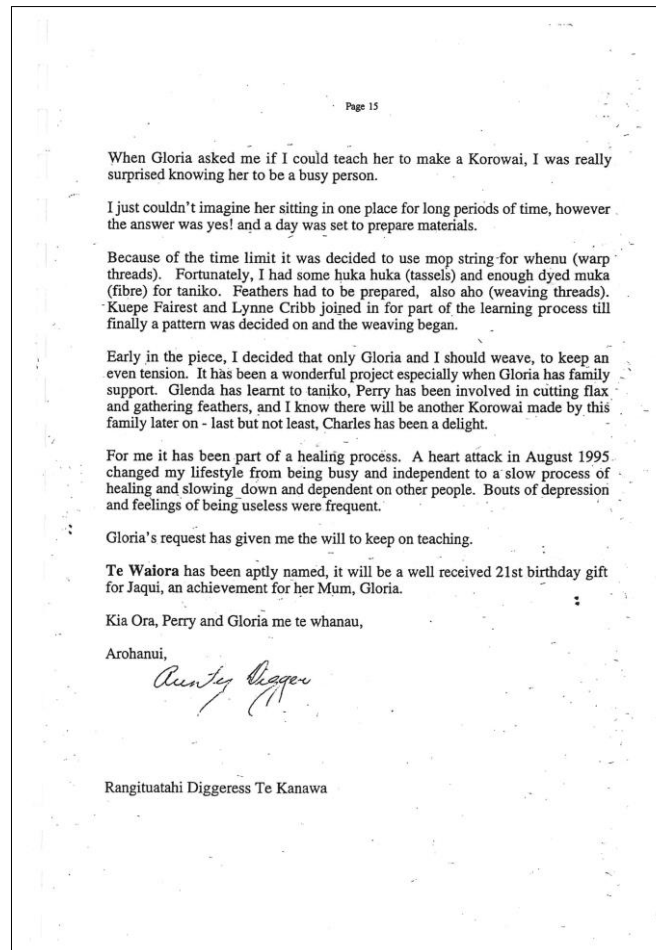 Page 15
When Gloria asked me if I could teach her to make a Korowai, I was really
surprised knowing her to be a busy person.
I just couldn't imagine her sitting in one place for long periods of time, however
the answer was yes! and a day was set to prepare materials.
Because of the time limit it was decided to use mop string for whenu (warp
threads). Fortunately, I had some huka huka (tassels) and enough dyed muka
(fibre) for taniko. Feathers had to be prepared, also aho (weaving threads).
Kuepe Fairest and Lynne Cribb joined in for part of the learning process till
finally a pattern was decided on and the weaving began.
Early in the piece, I decided that only Gloria and I should weave, to keep an
even tension. It has been a wonderful project especially when Gloria has family
support. Glenda has learnt to taniko, Perry has been involved in cutting flax
and gathering feathers, and I know there will be another Korowai made by this
family later on - last but not least, Charles has been a delight.
For me it has been part of a healing process. A heart attack in August 1995
changed my lifestyle from being busy and independent to a slow process of
healing and slowing down and dependent on other people. Bouts of depression
and feelings of being useless were frequent.
Gloria's request has given me the will to keep on teaching.
Te Waiora has been aptly named, it will be a well received 21st birthday gift
for Jaqui, an achievement for her Mum, Gloria.
Kia Ora, Perry and Gloria me te whanau,
Arohanui,
Aunty Digger
Rangituatahi Diggeress Te Kanawa